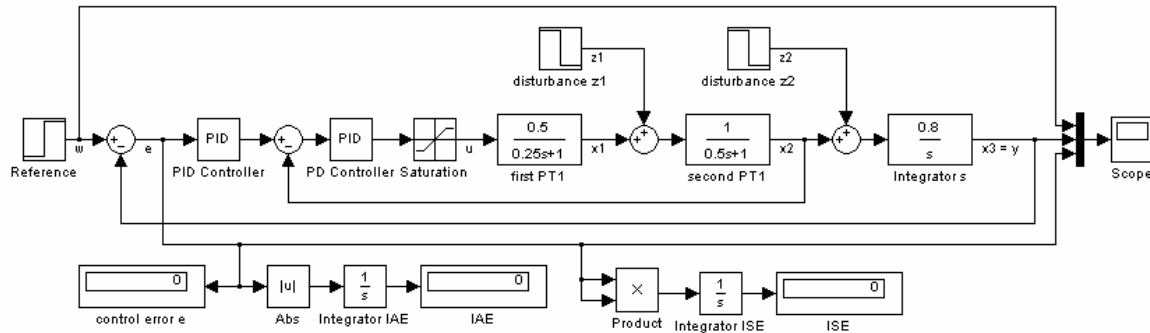 z1
z2
disturbance z1
disturbance z2
Reference
w
+
−
e
PID
PID Controller
+
−
PID
PD Controller
Saturation
u
0.5
0.25s+1
first PT1
x1
+
+
1
0.5s+1
second PT1
x2
+
+
0.8
s
Integrator s
x3 = y
Scope
0
control error e
|u|
Abs
1
s
Integrator IAE
0
IAE
×
Product
1
s
Integrator ISE
0
ISE